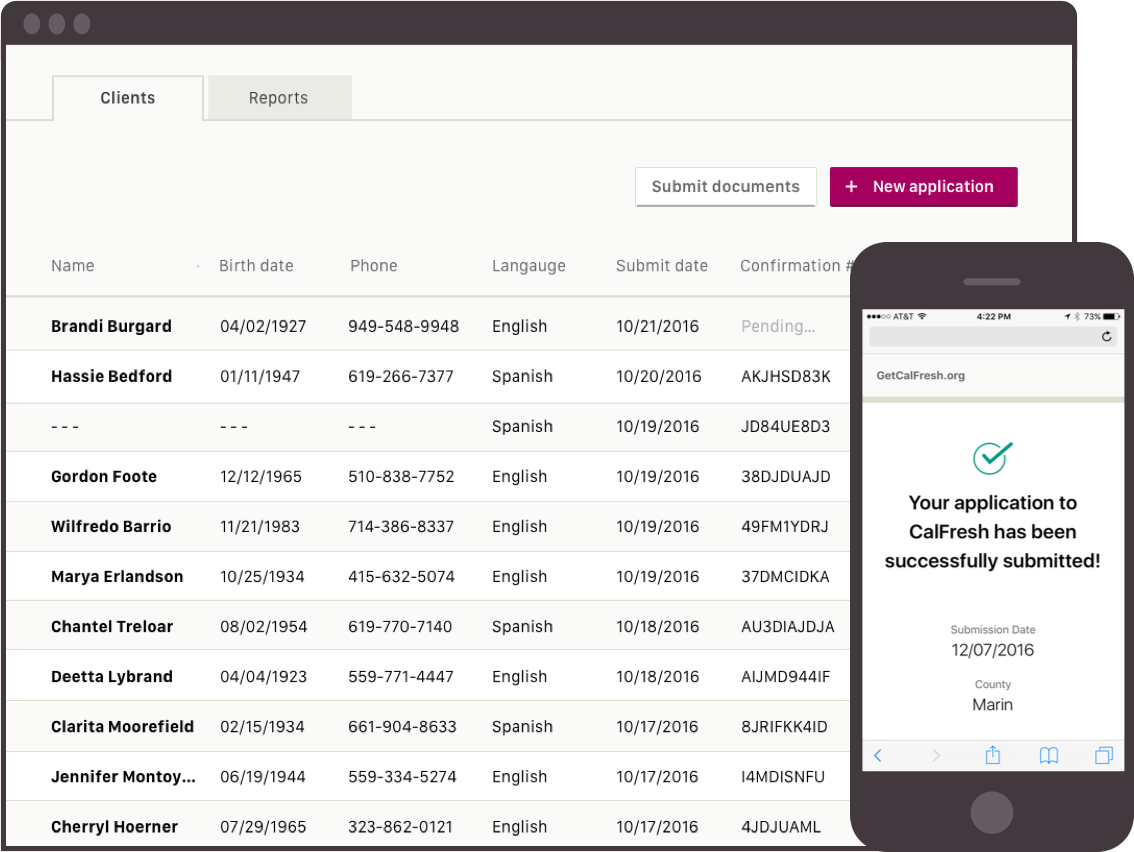 Clients Reports
Submit documents + New application
Name Birth date Phone Langauge Submit date Confirmation #
Brandi Burgard 04/02/1927 949-548-9948 English 10/21/2016 Pending...
Hassie Bedford 01/11/1947 619-266-7377 Spanish 10/20/2016 AKJHSD83K
--- --- --- Spanish 10/19/2016 JD84UE8D3
Gordon Foote 12/12/1965 510-838-7752 English 10/19/2016 38DJDUAJD
Wilfredo Barrio 11/21/1983 714-386-8337 English 10/19/2016 49FM1YDRJ
Marya Erlandson 10/25/1934 415-632-5074 English 10/19/2016 37DMCIDKA
Chantel Treloar 08/02/1954 619-770-7140 Spanish 10/18/2016 AU3DIAJDJA
Deetta Lybrand 04/04/1923 559-771-4447 English 10/18/2016 AIJMD944IF
Clarita Moorefield 02/15/1934 661-904-8633 Spanish 10/17/2016 8JRIFKK4ID
Jennifer Montoy... 06/19/1944 559-334-5274 English 10/17/2016 I4MDISNFU
Cherryl Hoerner 07/29/1965 323-862-0121 English 10/17/2016 4JDJUAML
AT&T 4:22 PM 73%
GetCalFresh.org
Your application to
CalFresh has been
successfully submitted!
Submission Date
12/07/2016
County
Marin